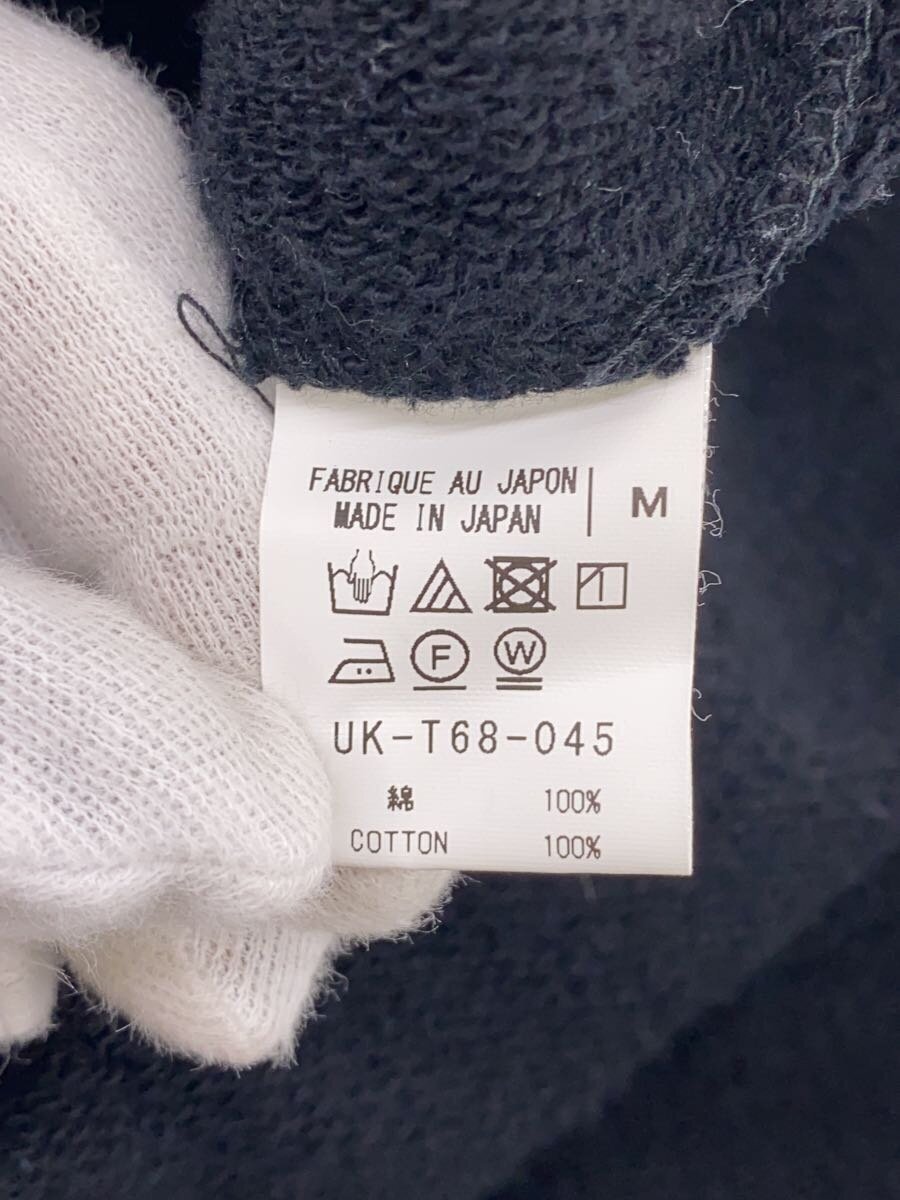 FABRIQUE AU JAPON
MADE IN JAPAN
M
F W
UK-T68-045
綿 100%
COTTON 100%